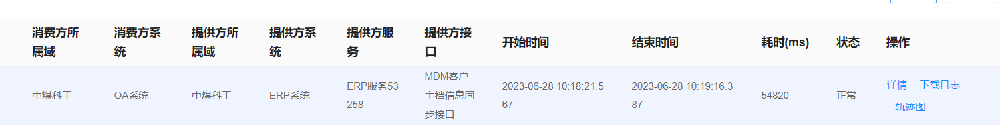 消费方所
属域
消费方系
统
提供方所
属域
提供方系
统
提供方服
务
提供方接
口
开始时间
结束时间
耗时(ms)
状态
操作
中煤科工
OA系统
中煤科工
ERP系统
ERP服务53
258
MDM客户
主档信息同
步接口
2023-06-28 10:18:21.5
67
2023-06-28 10:19:16.3
87
54820
正常
详情 下载日志
轨迹图